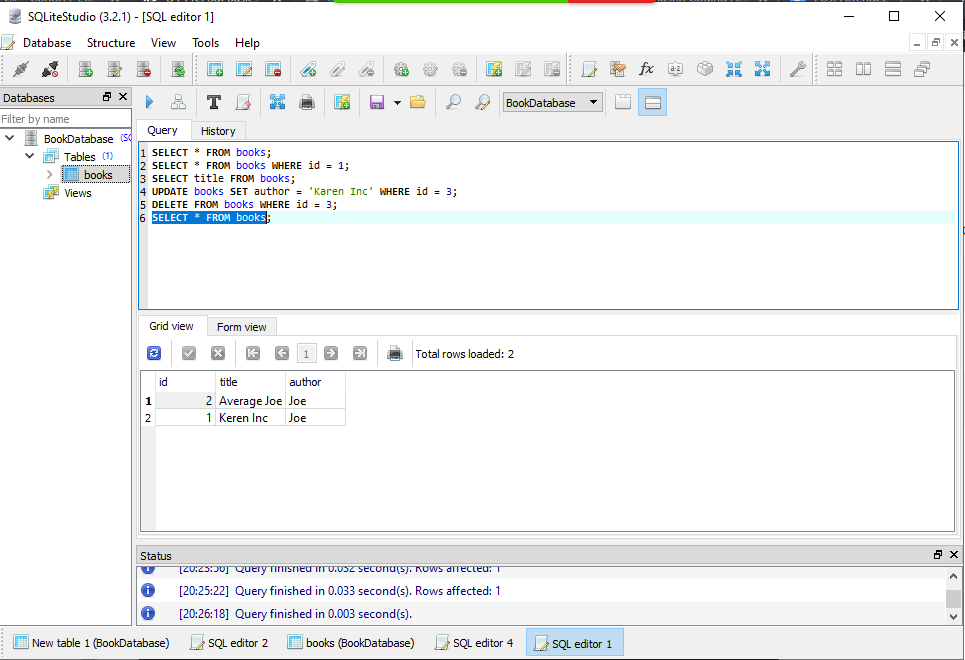 SQLiteStudio (3.2.1) - [SQL editor 1]
Database Structure View Tools Help
fx
a-z
T
BookDatabase
Databases
Filter by name
BookDatabase
Tables (1)
books
Views
Query History
1 SELECT * FROM books;
2 SELECT * FROM books WHERE id = 1;
3 SELECT title FROM books;
4 UPDATE books SET author = 'Karen Inc' WHERE id = 3;
5 DELETE FROM books WHERE id = 3;
6 SELECT * FROM books;
Grid view Form view
1 Total rows loaded: 2
id title author
1 2 Average Joe Joe
2 1 Keren Inc Joe
Status
Query finished in 0.032 second(s). Rows affected: 1
[20:25:22] Query finished in 0.033 second(s). Rows affected: 1
[20:26:18] Query finished in 0.003 second(s).
New table 1 (BookDatabase) SQL editor 2 books (BookDatabase) SQL editor 4 SQL editor 1